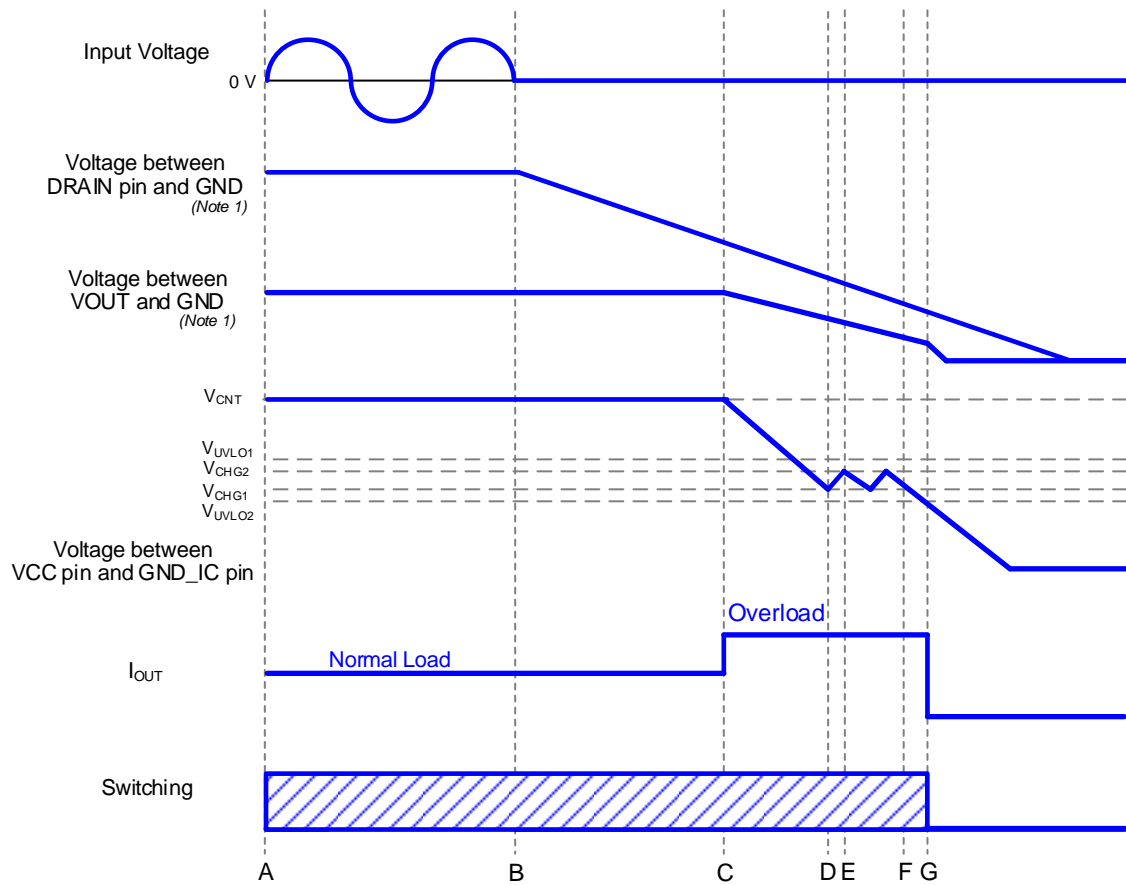 Input Voltage
0 V
Voltage between
DRAIN pin and GND
(Note 1)
Voltage between
VOUT and GND
(Note 1)
VCNT
VUVLO1
VCHG2
VCHG1
VUVLO2
Voltage between
VCC pin and GND_IC pin
Overload
Normal Load
IOUT
Switching
A B C D E F G